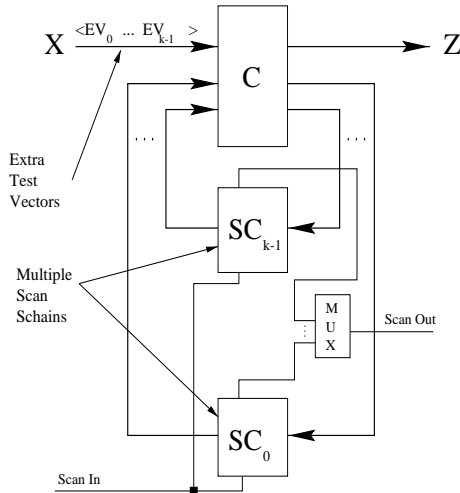 X <EV0 ... EVk-1 > Z
C
... ...
Extra
Test
Vectors
SCk-1
Multiple
Scan
Schains
M
U
X
Scan Out
SC0
Scan In